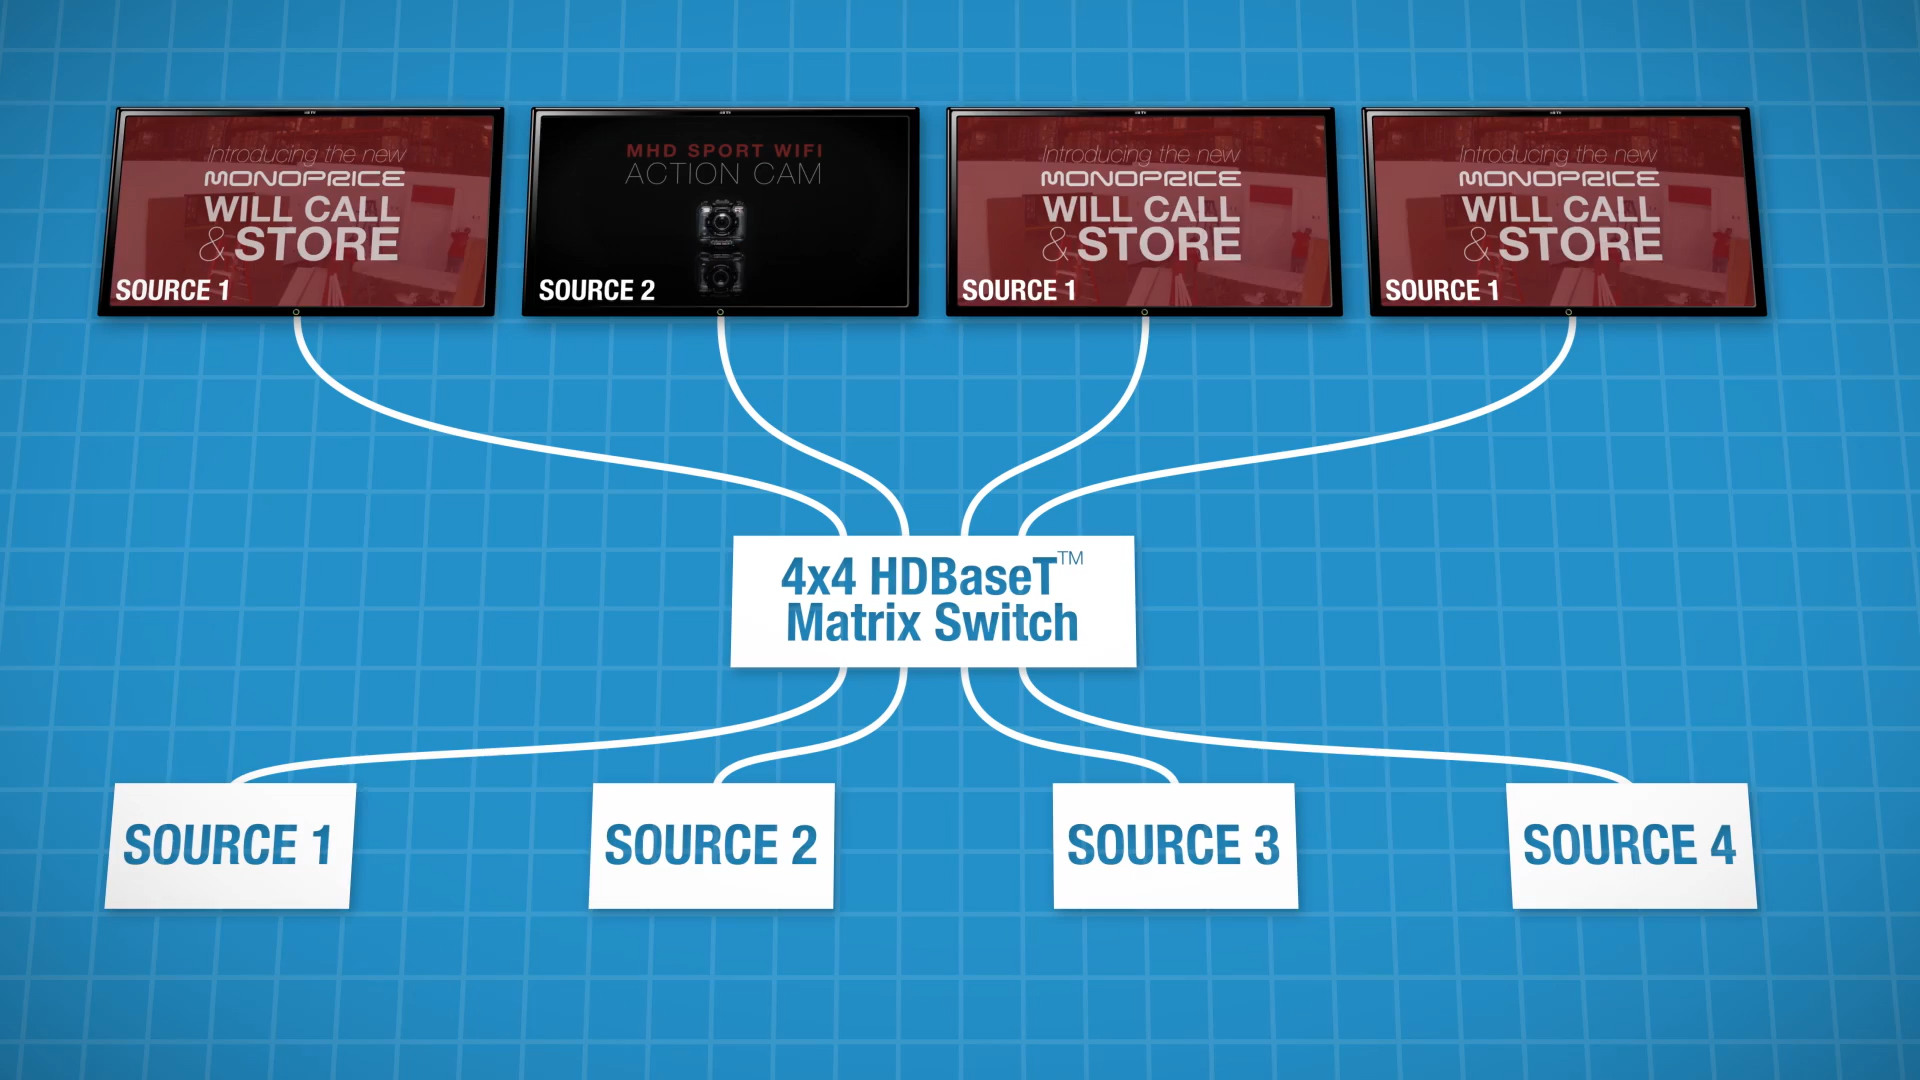 Introducing the new
MONOPRICE
WILL CALL
& STORE
SOURCE 1
MHD SPORT WIFI
ACTION CAM
SOURCE 2
Introducing the new
MONOPRICE
WILL CALL
& STORE
SOURCE 1
Introducing the new
MONOPRICE
WILL CALL
& STORE
SOURCE 1
4x4 HDBaseT™
Matrix Switch
SOURCE 1
SOURCE 2
SOURCE 3
SOURCE 4